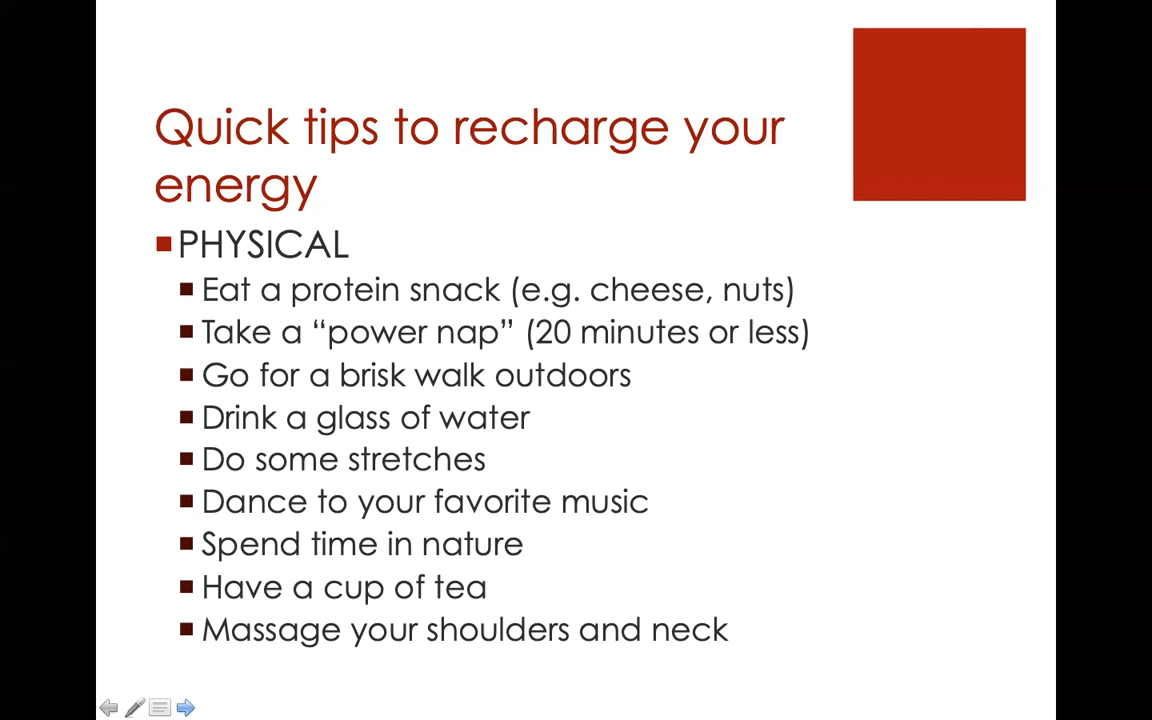 Quick tips to recharge your
energy
PHYSICAL
Eat a protein snack (e.g. cheese, nuts)
Take a “power nap” (20 minutes or less)
Go for a brisk walk outdoors
Drink a glass of water
Do some stretches
Dance to your favorite music
Spend time in nature
Have a cup of tea
Massage your shoulders and neck